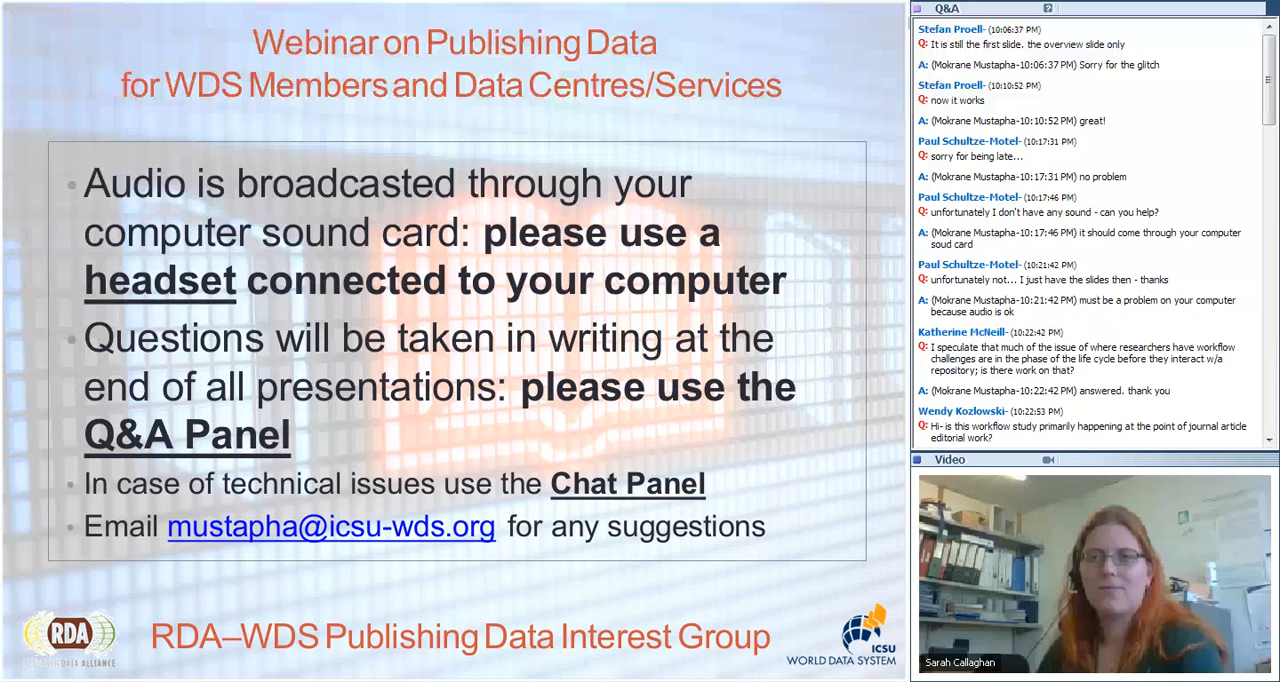 Webinar on Publishing Data
for WDS Members and Data Centres/Services
• Audio is broadcasted through your
computer sound card: please use a
headset connected to your computer
• Questions will be taken in writing at the
end of all presentations: please use the
Q&A Panel
• In case of technical issues use the Chat Panel
• Email mustapha@icsu-wds.org for any suggestions
RDA
RESEARCH DATA ALLIANCE
RDA–WDS Publishing Data Interest Group
ICSU
WORLD DATA SYSTEM
Q&A
Stefan Proell- (10:06:37 PM)
Q: It is still the first slide. the overview slide only
A: (Mokrane Mustapha-10:06:37 PM) Sorry for the glitch
Stefan Proell- (10:10:52 PM)
Q: now it works
A: (Mokrane Mustapha-10:10:52 PM) great!
Paul Schultze-Motel- (10:17:31 PM)
Q: sorry for being late...
A: (Mokrane Mustapha-10:17:31 PM) no problem
Paul Schultze-Motel- (10:17:46 PM)
Q: unfortunately I don't have any sound - can you help?
A: (Mokrane Mustapha-10:17:46 PM) it should come through your computer
soud card
Paul Schultze-Motel- (10:21:42 PM)
Q: unfortunately not... I just have the slides then - thanks
A: (Mokrane Mustapha-10:21:42 PM) must be a problem on your computer
because audio is ok
Katherine McNeill- (10:22:42 PM)
Q: I speculate that much of the issue of where researchers have workflow
challenges are in the phase of the life cycle before they interact w/a
repository; is there work on that?
A: (Mokrane Mustapha-10:22:42 PM) answered. thank you
Wendy Kozlowski- (10:22:53 PM)
Q: Hi- is this workflow study primarily happening at the point of journal article
editorial work?
Video
Sarah Callaghan